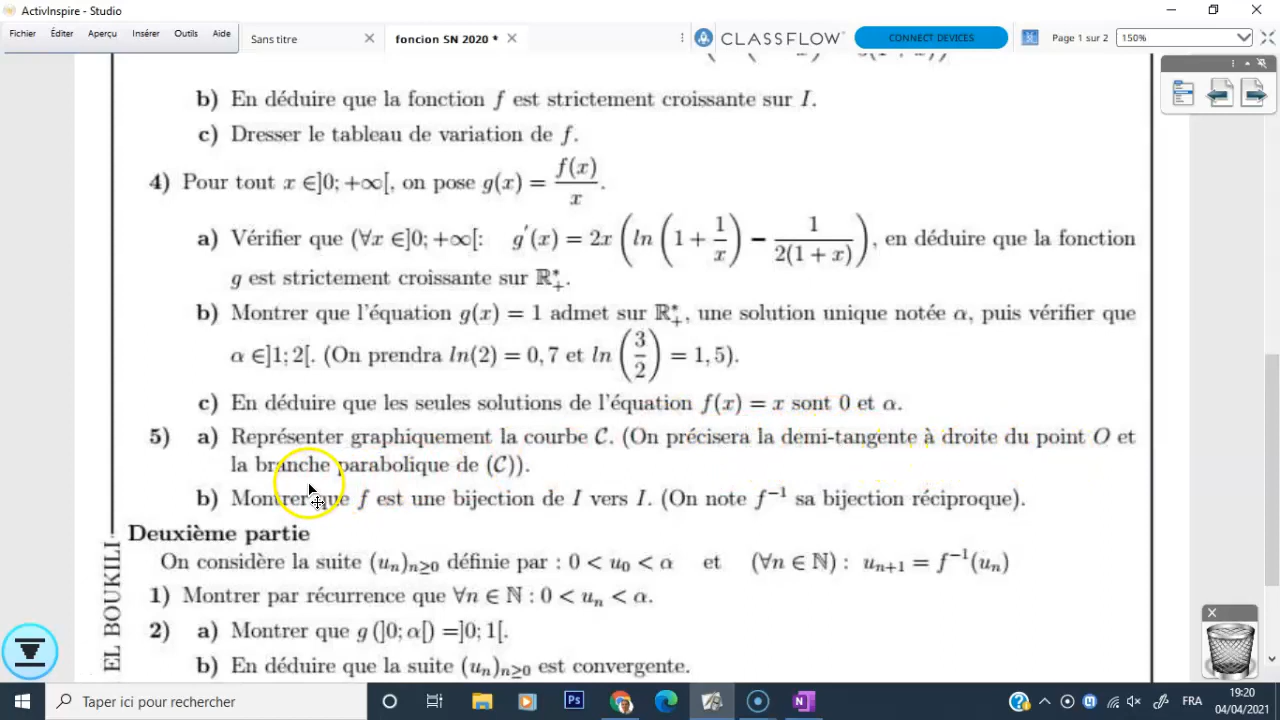 ActivInspire - Studio
Fichier Éditer Aperçu Insérer Outils Aide
Sans titre
foncion SN 2020 *
CLASSFLOW
CONNECT DEVICES
Page 1 sur 2
150%
b) En déduire que la fonction f est strictement croissante sur I.
c) Dresser le tableau de variation de f.
4) Pour tout x ∈]0; +∞[, on pose g(x) = f(x)/x.
a) Vérifier que (∀x ∈]0; +∞[: g′(x) = 2x (ln (1 + 1/x) − 1/2(1 + x)), en déduire que la fonction
g est strictement croissante sur ℝ*₊.
b) Montrer que l'équation g(x) = 1 admet sur ℝ*₊, une solution unique notée α, puis vérifier que
α ∈]1; 2[. (On prendra ln(2) = 0, 7 et ln (3/2) = 1, 5).
c) En déduire que les seules solutions de l'équation f(x) = x sont 0 et α.
5) a) Représenter graphiquement la courbe C. (On précisera la demi-tangente à droite du point O et
la branche parabolique de (C)).
b) Montrer que f est une bijection de I vers I. (On note f⁻¹ sa bijection réciproque).
Deuxième partie
On considère la suite (uₙ)ₙ≥₀ définie par : 0 < u₀ < α et (∀n ∈ ℕ) : uₙ₊₁ = f⁻¹(uₙ)
1) Montrer par récurrence que ∀n ∈ ℕ : 0 < uₙ < α.
2) a) Montrer que g (]0; α[) =]0; 1[.
b) En déduire que la suite (uₙ)ₙ≥₀ est convergente.
EL BOUKILI
Taper ici pour rechercher
FRA
19:20
04/04/2021